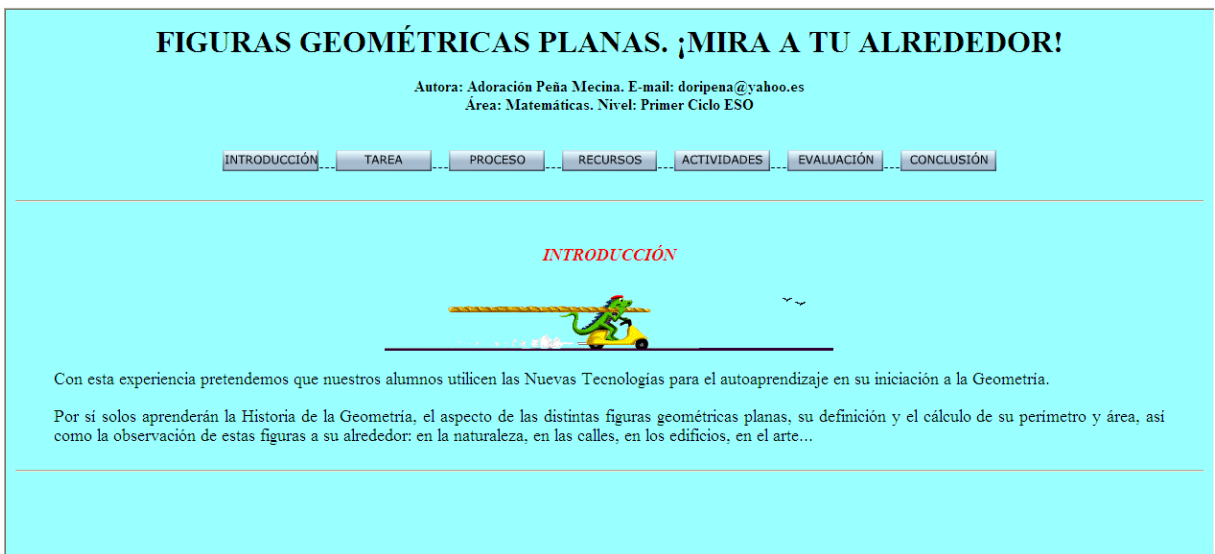 FIGURAS GEOMÉTRICAS PLANAS. ¡MIRA A TU ALREDEDOR!
Autora: Adoración Peña Mecina. E-mail: doripena@yahoo.es
Área: Matemáticas. Nivel: Primer Ciclo ESO
INTRODUCCIÓN TAREA PROCESO RECURSOS ACTIVIDADES EVALUACIÓN CONCLUSIÓN
INTRODUCCIÓN
Con esta experiencia pretendemos que nuestros alumnos utilicen las Nuevas Tecnologías para el autoaprendizaje en su iniciación a la Geometría.
Por sí solos aprenderán la Historia de la Geometría, el aspecto de las distintas figuras geométricas planas, su definición y el cálculo de su perímetro y área, así
como la observación de estas figuras a su alrededor: en la naturaleza, en las calles, en los edificios, en el arte...